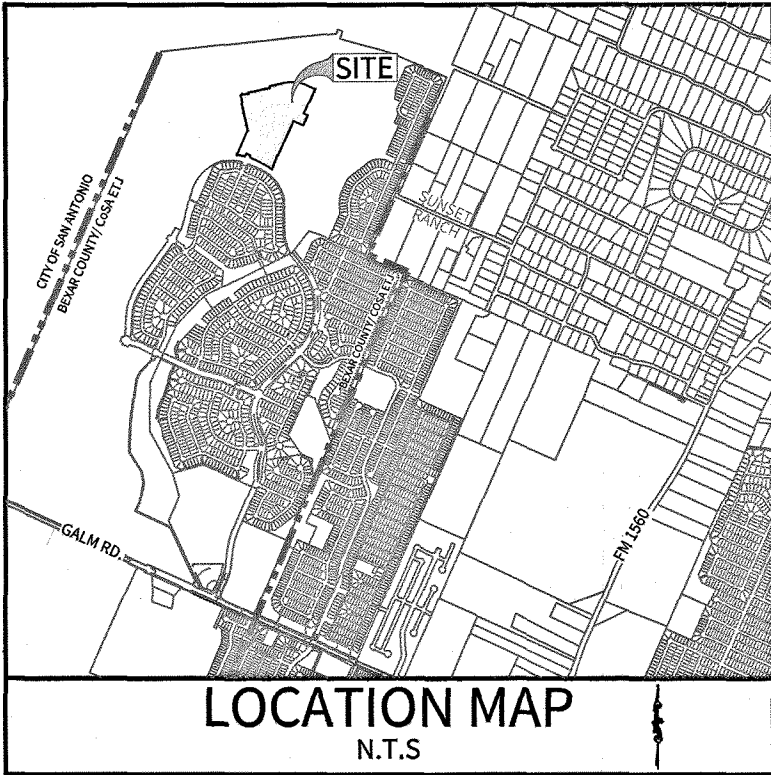 SITE
CITY OF SAN ANTONIO
BEXAR COUNTY/ CoSA ETJ
SUNSET
RANCH
BEXAR COUNTY COSA ETJ
GALM RD.
FM 1560
LOCATION MAP
N.T.S